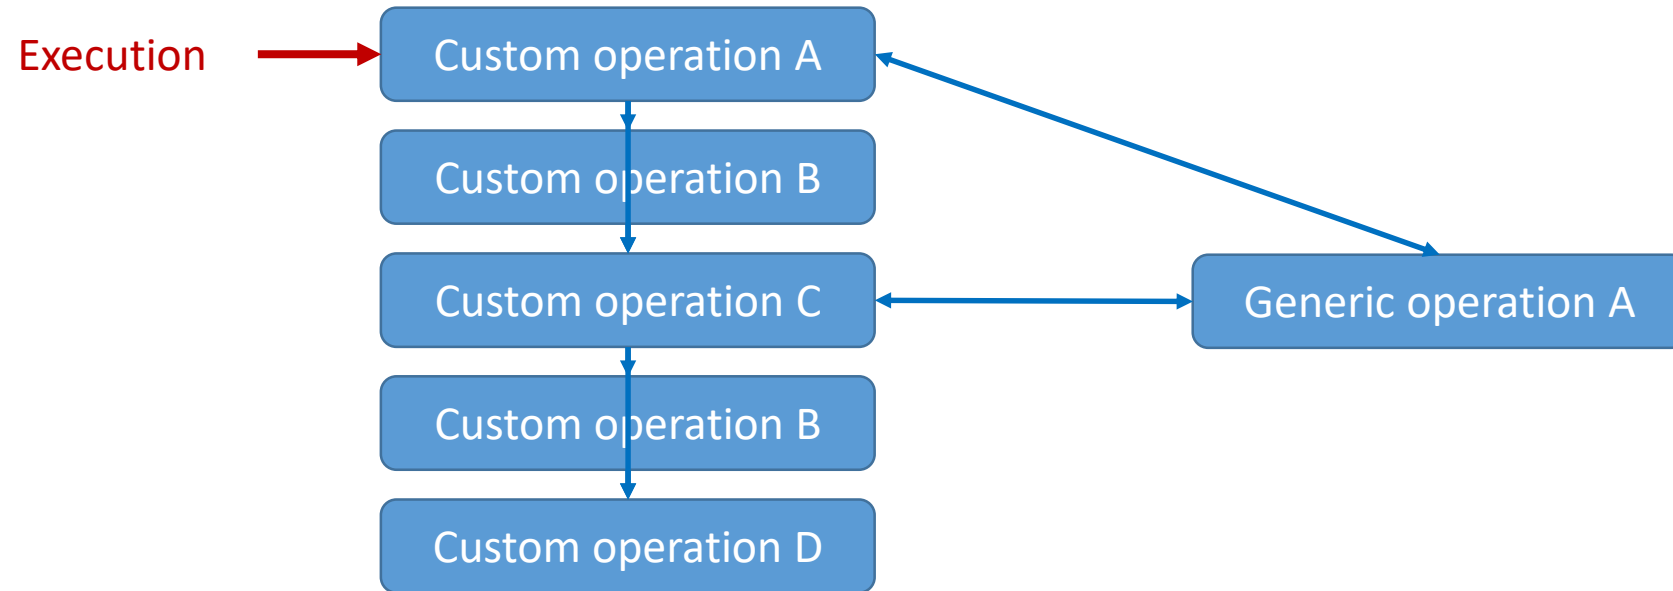 Execution
Custom operation A
Custom operation B
Custom operation C
Generic operation A
Custom operation B
Custom operation D